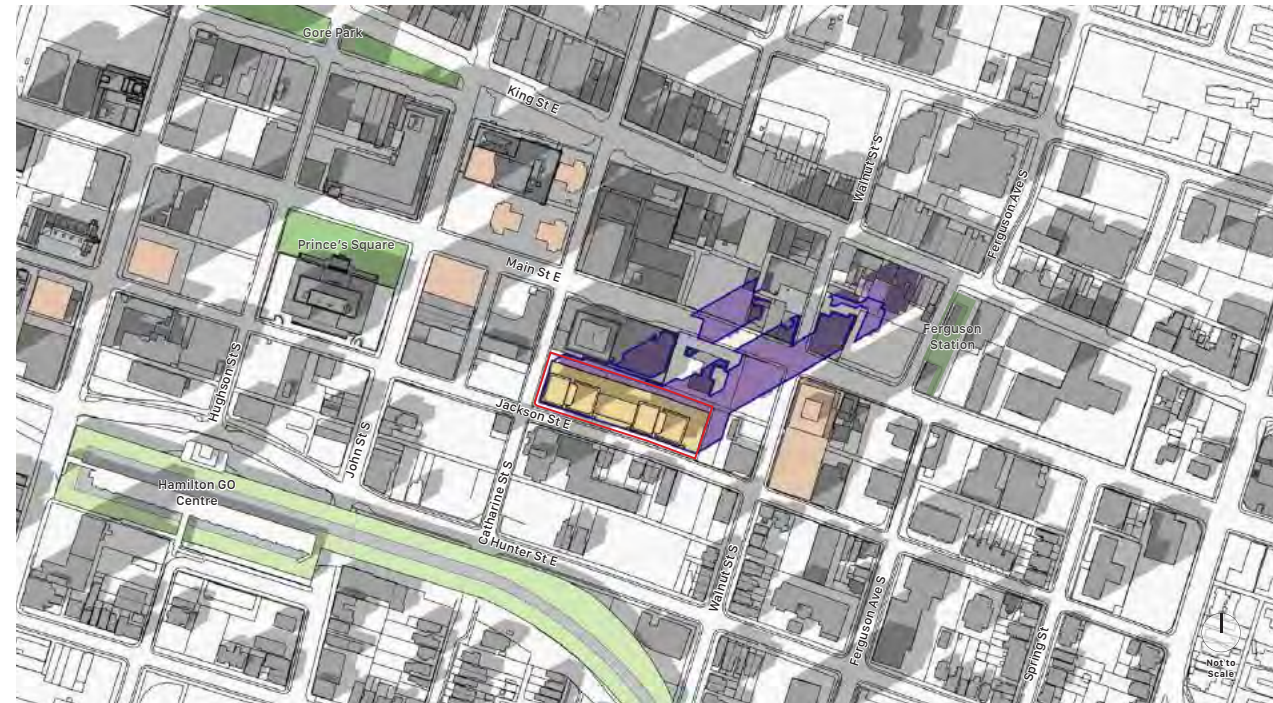 Gore Park
King St E
Walnut St S
Ferguson Ave S
Prince's Square
Main St E
Ferguson
Station
Hughson St S
John St S
Jackson St E
Catharine St S
Hamilton GO
Centre
Hunter St E
Walnut St S
Ferguson Ave S
Spring St
Not to
Scale